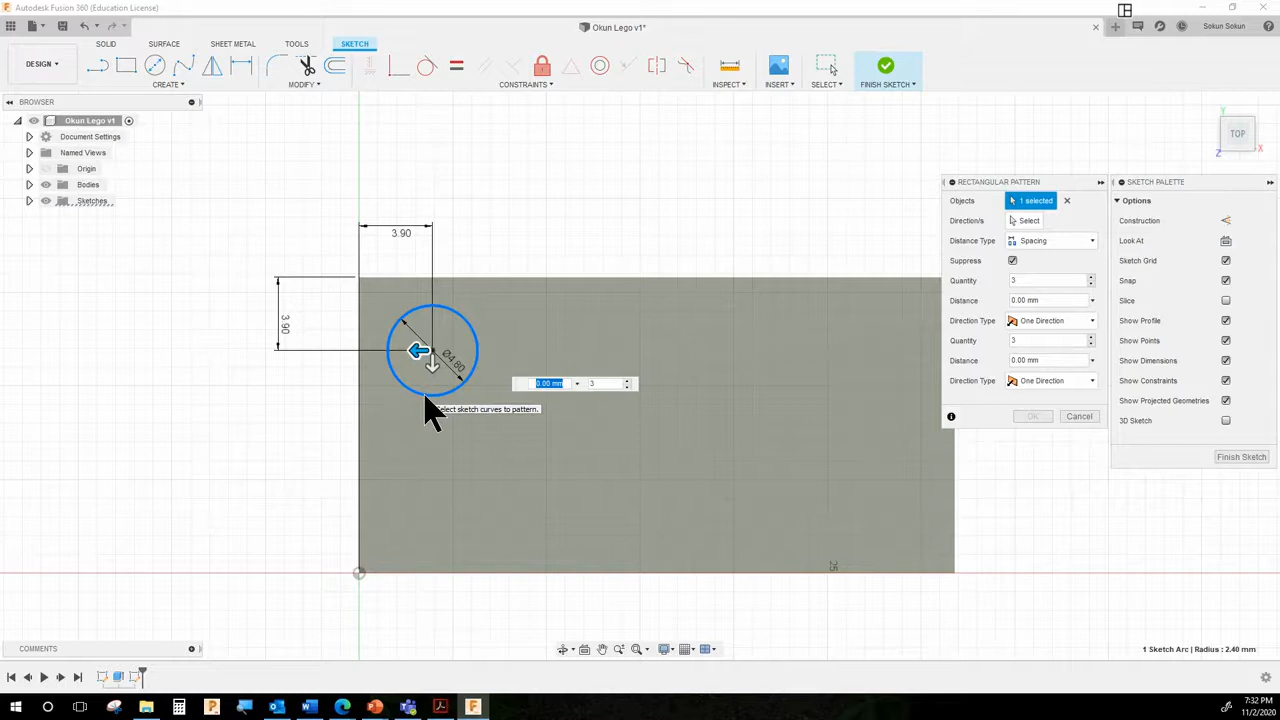 Autodesk Fusion 360 (Education License)
Okun Lego v1*
Sokun Sokun
SOLID SURFACE SHEET METAL TOOLS SKETCH
DESIGN
CREATE MODIFY CONSTRAINTS INSPECT INSERT SELECT FINISH SKETCH
BROWSER
Okun Lego v1
Document Settings
Named Views
Origin
Bodies
Sketches
TOP
Y
X
Z
RECTANGULAR PATTERN
Objects 1 selected
Direction/s Select
Distance Type Spacing
Suppress
Quantity 3
Distance 0.00 mm
Direction Type One Direction
Quantity 3
Distance 0.00 mm
Direction Type One Direction
OK Cancel
SKETCH PALETTE
Options
Construction
Look At
Sketch Grid
Snap
Slice
Show Profile
Show Points
Show Dimensions
Show Constraints
Show Projected Geometries
3D Sketch
Finish Sketch
3.90
3.90
Ø4.80
0.00 mm 3
Select sketch curves to pattern.
25
COMMENTS
1 Sketch Arc | Radius : 2.40 mm
7:32 PM
11/2/2020